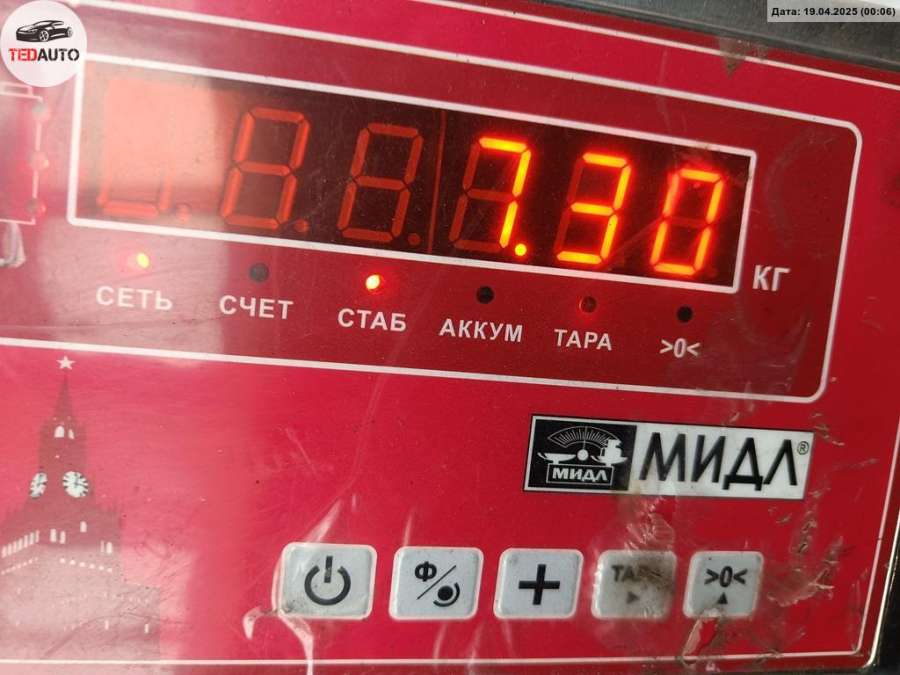 Дата: 19.04.2025 (00:06)
TEDAUTO
7.30
КГ
СЕТЬ СЧЕТ СТАБ АККУМ ТАРА >0<
МИДЛ МИДЛ®
Ф >0<